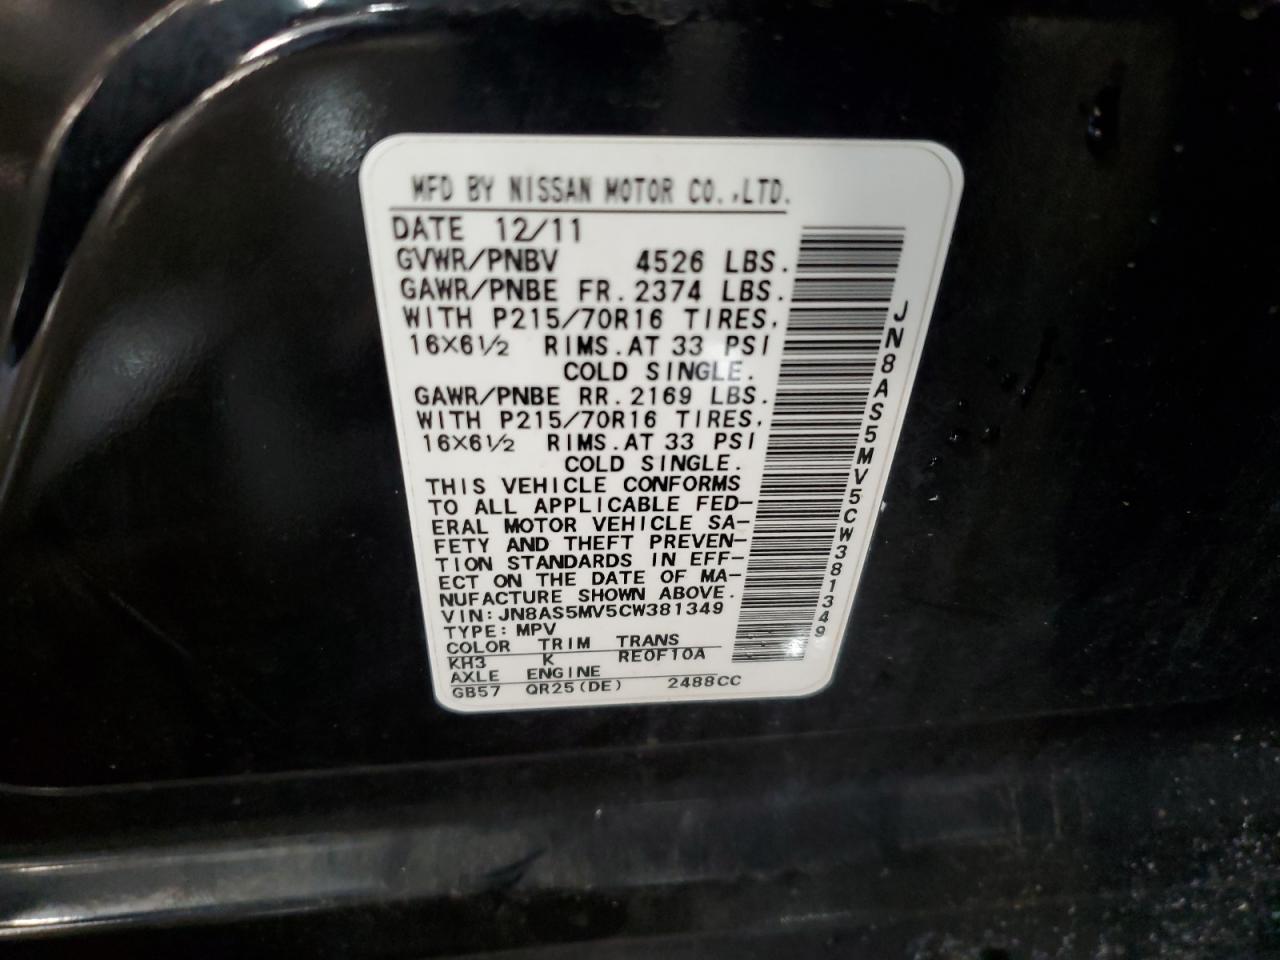 MFD BY NISSAN MOTOR CO.,LTD.
DATE 12/11
GVWR/PNBV 4526 LBS.
GAWR/PNBE FR.2374 LBS.
WITH P215/70R16 TIRES,
16X6½ RIMS.AT 33 PSI
COLD SINGLE.
GAWR/PNBE RR.2169 LBS.
WITH P215/70R16 TIRES,
16X6½ RIMS.AT 33 PSI
COLD SINGLE.
THIS VEHICLE CONFORMS
TO ALL APPLICABLE FED-
ERAL MOTOR VEHICLE SA-
FETY AND THEFT PREVEN-
TION STANDARDS IN EFF-
ECT ON THE DATE OF MA-
NUFACTURE SHOWN ABOVE.
VIN:JN8AS5MV5CW381349
TYPE:MPV
COLOR TRIM TRANS
KH3 K RE0F10A
AXLE ENGINE
GB57 QR25(DE) 2488CC
JN8AS5MV5CW381349